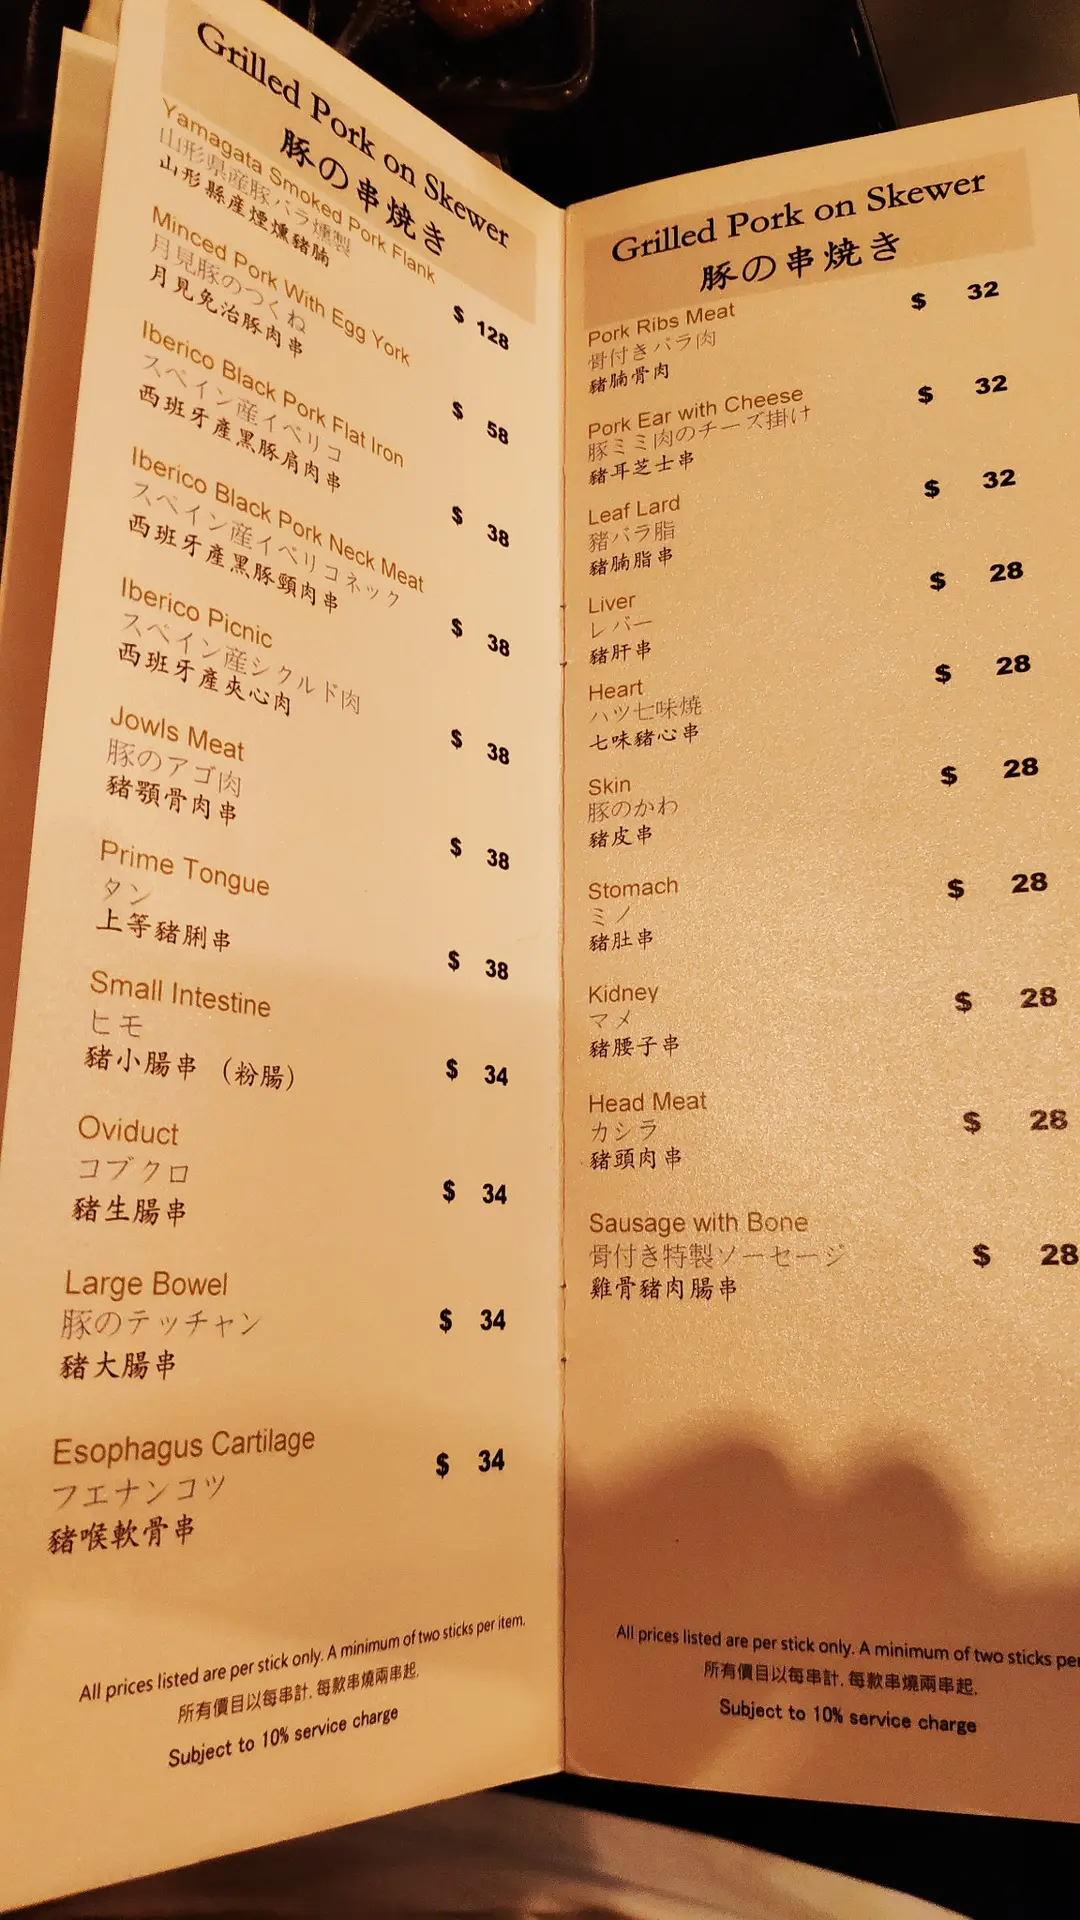 Grilled Pork on Skewer
豚の串焼き
Yamagata Smoked Pork Flank
山形県産豚バラ燻製
山形縣産煙燻豬腩
$ 128
Minced Pork With Egg York
月見豚のつくね
月見免治豚肉串
$ 58
Iberico Black Pork Flat Iron
スペイン産イベリコ
西班牙産黑豚肩肉串
$ 38
Iberico Black Pork Neck Meat
スペイン産イベリコネック
西班牙產黑豚頸肉串
$ 38
Iberico Picnic
スペイン産シクルド肉
西班牙產夾心肉
$ 38
Jowls Meat
豚のアゴ肉
豬顎骨肉串
$ 38
Prime Tongue
タン
上等豬脷串
$ 38
Small Intestine
ヒモ
豬小腸串 （粉腸）
$ 34
Oviduct
コブクロ
豬生腸串
$ 34
Large Bowel
豚のテッチャン
豬大腸串
$ 34
Esophagus Cartilage
フエナンコツ
豬喉軟骨串
$ 34
All prices listed are per stick only. A minimum of two sticks per item.
所有價目以每串計, 每款串燒兩串起.
Subject to 10% service charge
Grilled Pork on Skewer
豚の串焼き
Pork Ribs Meat
骨付きバラ肉
豬腩骨肉
$ 32
Pork Ear with Cheese
豚ミミ肉のチーズ掛け
豬耳芝士串
$ 32
Leaf Lard
豬バラ脂
豬腩脂串
$ 32
Liver
レバー
豬肝串
$ 28
Heart
ハツ七味焼
七味豬心串
$ 28
Skin
豚のかわ
豬皮串
$ 28
Stomach
ミノ
豬肚串
$ 28
Kidney
マメ
豬腰子串
$ 28
Head Meat
カシラ
豬頭肉串
$ 28
Sausage with Bone
骨付き特製ソーセージ
雞骨豬肉腸串
$ 28
All prices listed are per stick only. A minimum of two sticks per
所有價目以每串計, 每款串燒兩串起.
Subject to 10% service charge